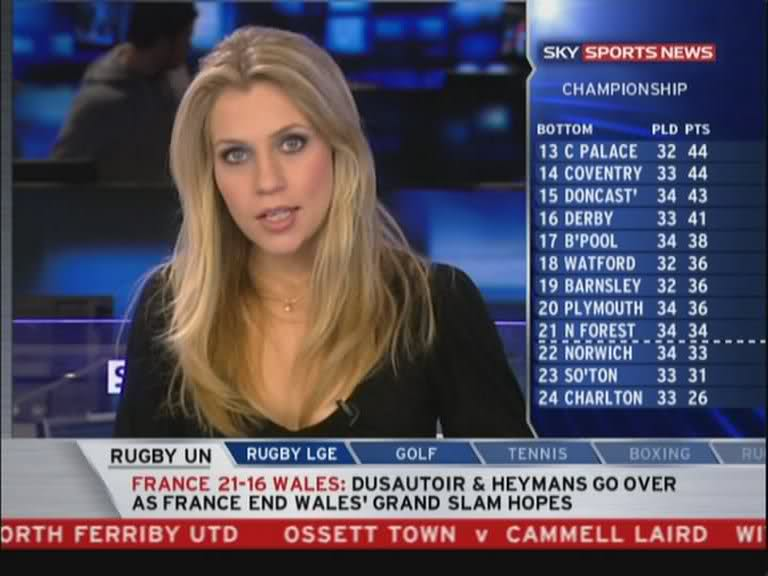 SKY SPORTS NEWS
CHAMPIONSHIP
BOTTOM PLD PTS
13 C PALACE 32 44
14 COVENTRY 33 44
15 DONCAST' 34 43
16 DERBY 33 41
17 B'POOL 34 38
18 WATFORD 32 36
19 BARNSLEY 32 36
20 PLYMOUTH 34 36
21 N FOREST 34 34
22 NORWICH 34 33
23 SO'TON 33 31
24 CHARLTON 33 26
S
RUGBY UN RUGBY LGE GOLF TENNIS BOXING RU
FRANCE 21-16 WALES: DUSAUTOIR & HEYMANS GO OVER
AS FRANCE END WALES' GRAND SLAM HOPES
ORTH FERRIBY UTD OSSETT TOWN v CAMMELL LAIRD WI